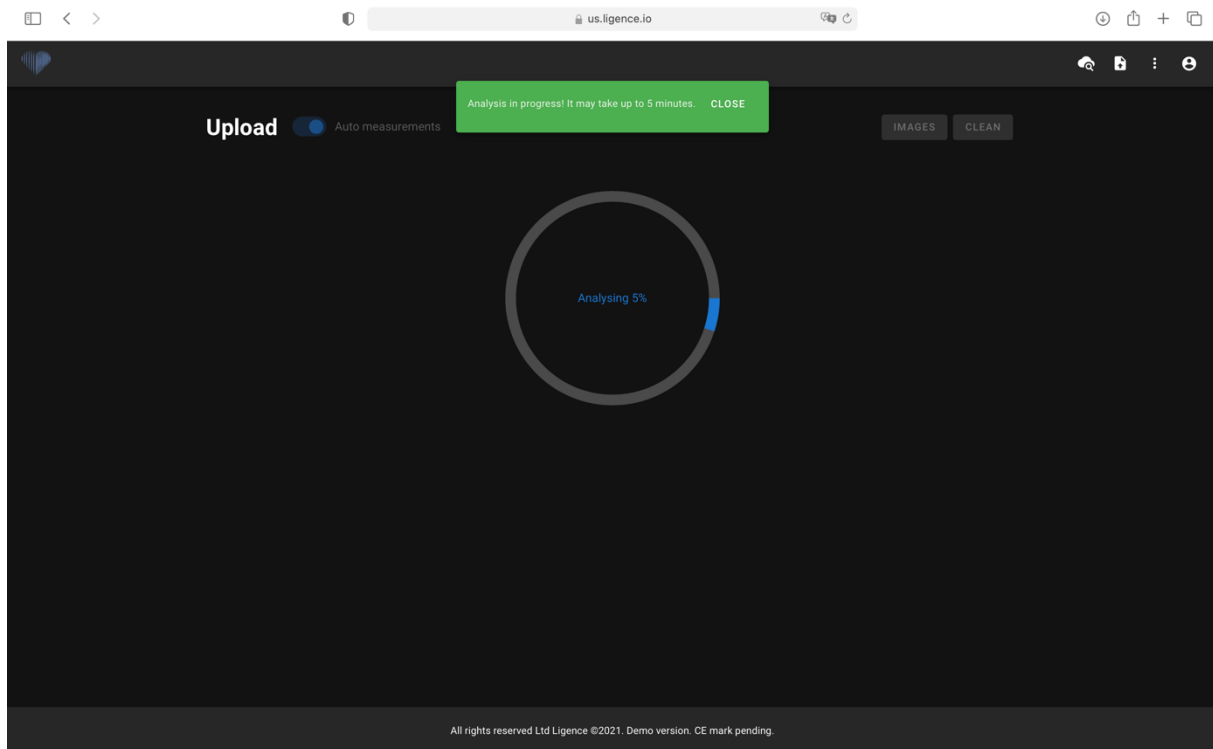 us.ligence.io
Analysis in progress! It may take up to 5 minutes. CLOSE
Upload Auto measurements IMAGES CLEAN
Analysing 5%
All rights reserved Ltd Ligence ©2021. Demo version. CE mark pending.